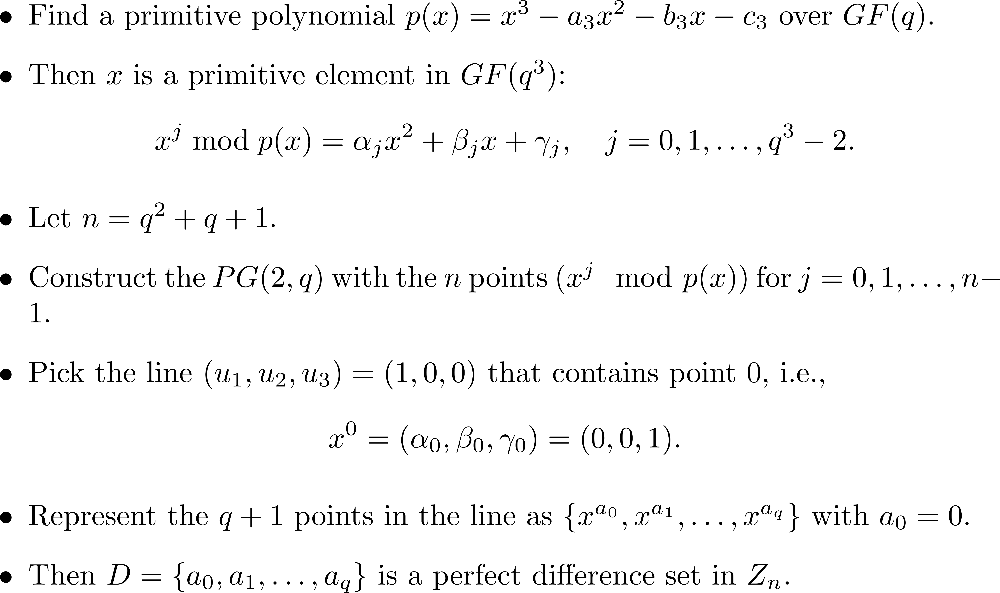 • Find a primitive polynomial $p(x) = x^3 - a_3x^2 - b_3x - c_3$ over $GF(q)$.
• Then $x$ is a primitive element in $GF(q^3)$:
$x^j \mod p(x) = \alpha_jx^2 + \beta_jx + \gamma_j, \quad j = 0, 1, \ldots, q^3 - 2.$
• Let $n = q^2 + q + 1$.
• Construct the $PG(2, q)$ with the $n$ points $(x^j \mod p(x))$ for $j = 0, 1, \ldots, n-$
$1$.
• Pick the line $(u_1, u_2, u_3) = (1, 0, 0)$ that contains point 0, i.e.,
$x^0 = (\alpha_0, \beta_0, \gamma_0) = (0, 0, 1).$
• Represent the $q + 1$ points in the line as $\{x^{a_0}, x^{a_1}, \ldots, x^{a_q}\}$ with $a_0 = 0$.
• Then $D = \{a_0, a_1, \ldots, a_q\}$ is a perfect difference set in $Z_n$.